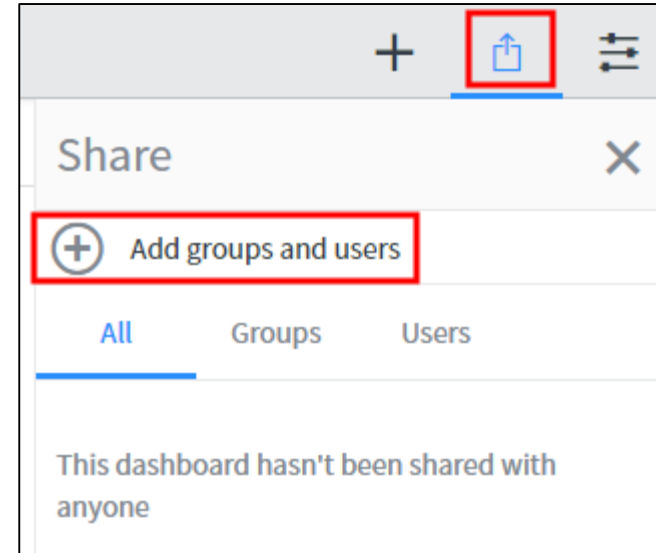 Share
Add groups and users
All Groups Users
This dashboard hasn't been shared with
anyone